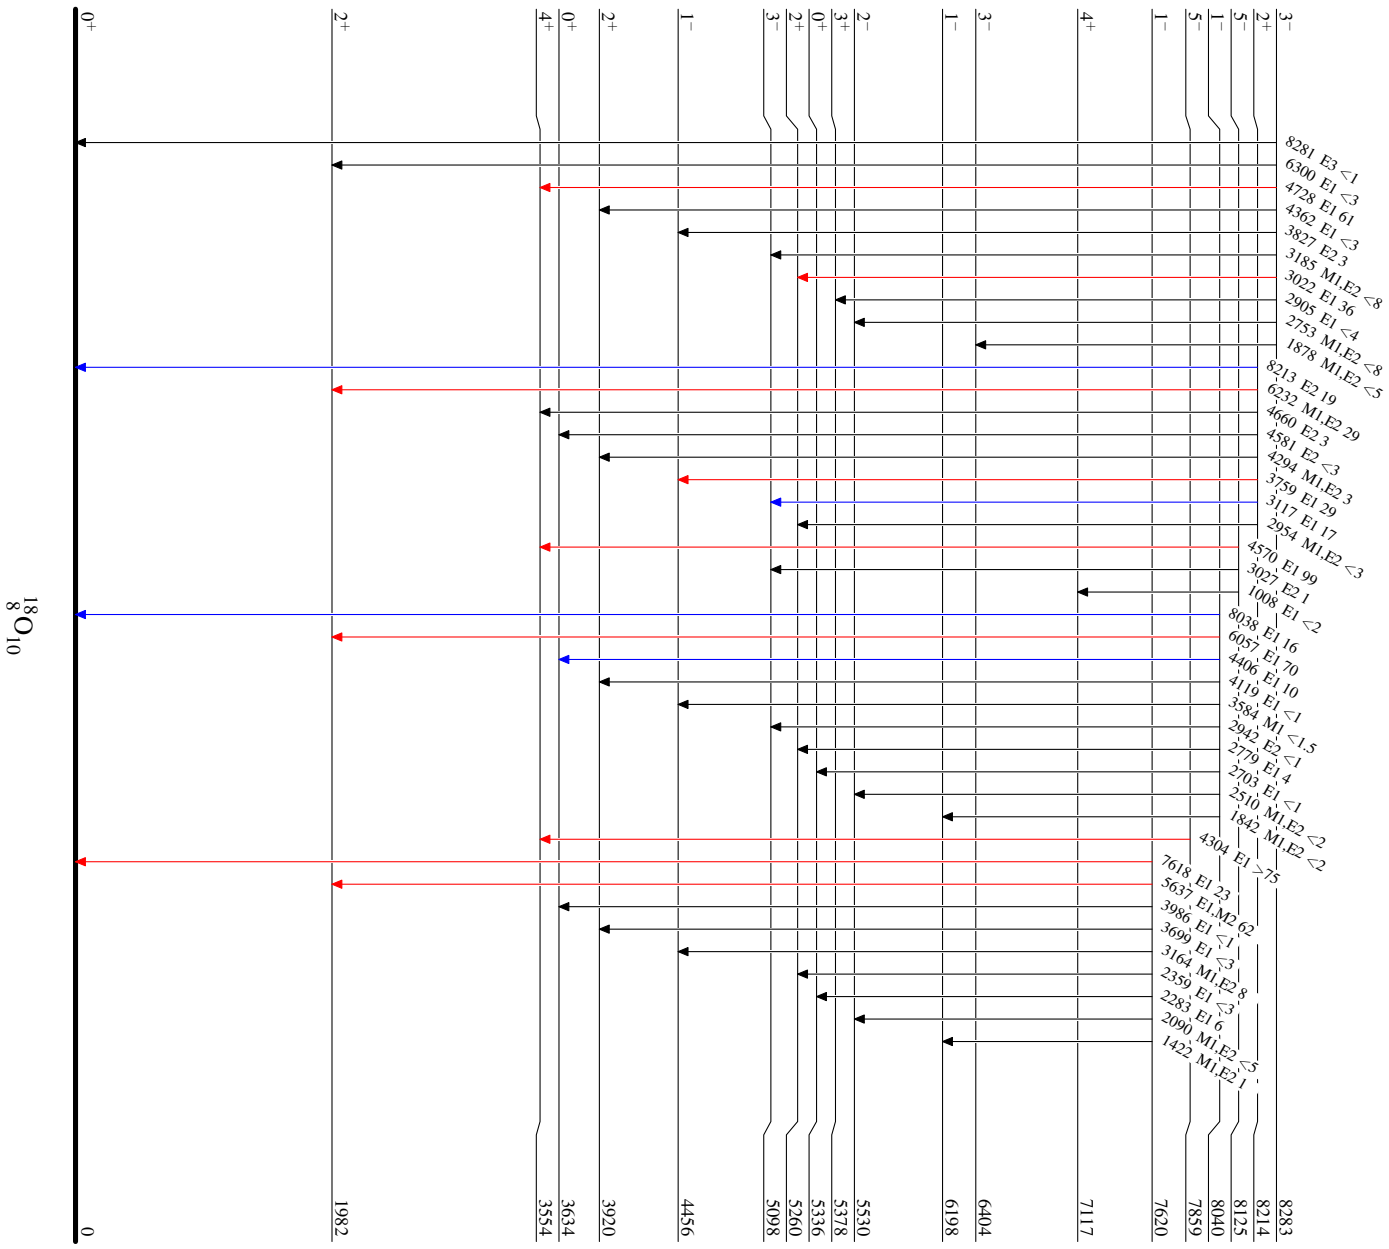 3−
2+
5−
1−
5−
1−
4+
3−
1−
2−
3+
0+
2+
3−
1−
2+
0+
4+
2+
0+
8281 E3 <1
6300 E1 <3
4728 E1 61
4362 E1 <3
3827 E2 3
3185 M1,E2 <8
3022 E1 36
2905 E1 <4
2753 M1,E2 <8
1878 M1,E2 <5
8213 E2 19
6232 M1,E2 29
4660 E2 3
4581 E2 <3
4294 M1,E2 3
3759 E1 29
3117 E1 17
2954 M1,E2 <3
4570 E1 99
3027 E2 1
1008 E1 <2
8038 E1 16
6057 E1 70
4406 E1 10
4119 E1 <1
3584 M1 <1.5
2942 E2 <1
2779 E1 4
2703 E1 <1
2510 M1,E2 <2
1842 M1,E2 <2
4304 E1 >75
7618 E1 23
5637 E1,M2 62
3986 E1 <1
3699 E1 <3
3164 M1,E2 8
2359 E1 <3
2283 E1 6
2090 M1,E2 <5
1422 M1,E2 1
8283
8214
8125
8040
7859
7620
7117
6404
6198
5530
5378
5336
5260
5098
4456
3920
3634
3554
1982
0
¹⁸₈O₁₀